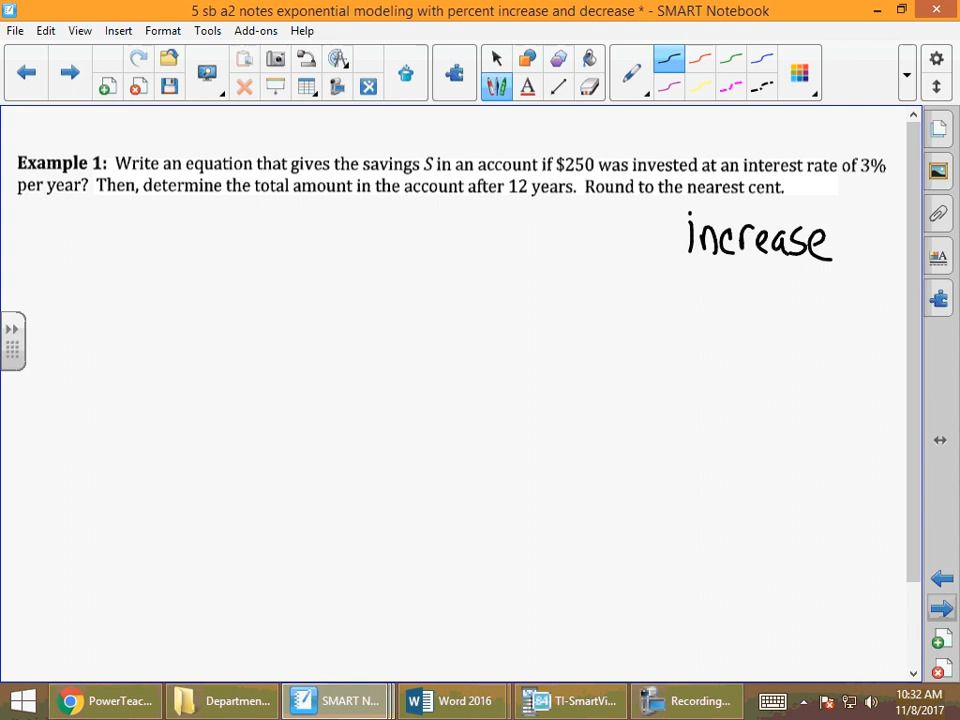 5 sb a2 notes exponential modeling with percent increase and decrease * - SMART Notebook
File Edit View Insert Format Tools Add-ons Help
Example 1: Write an equation that gives the savings S in an account if $250 was invested at an interest rate of 3%
per year? Then, determine the total amount in the account after 12 years. Round to the nearest cent.
increase
PowerTeac... Departmen... SMART N... Word 2016 TI-SmartVi... Recording...
10:32 AM
11/8/2017